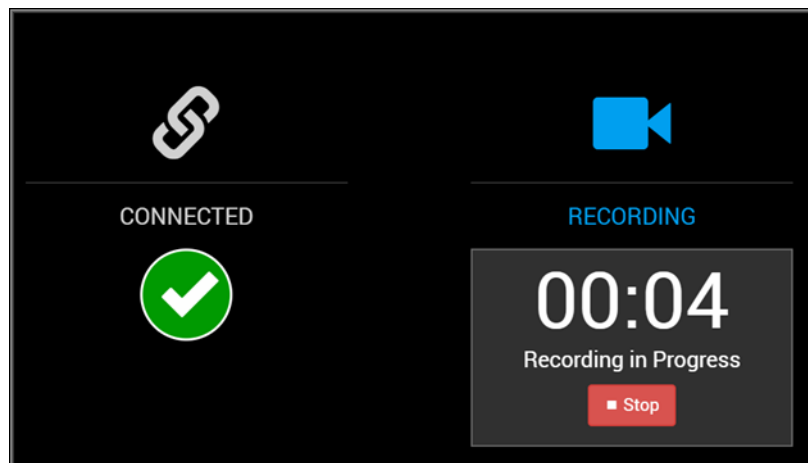 CONNECTED
RECORDING
00:04
Recording in Progress
Stop